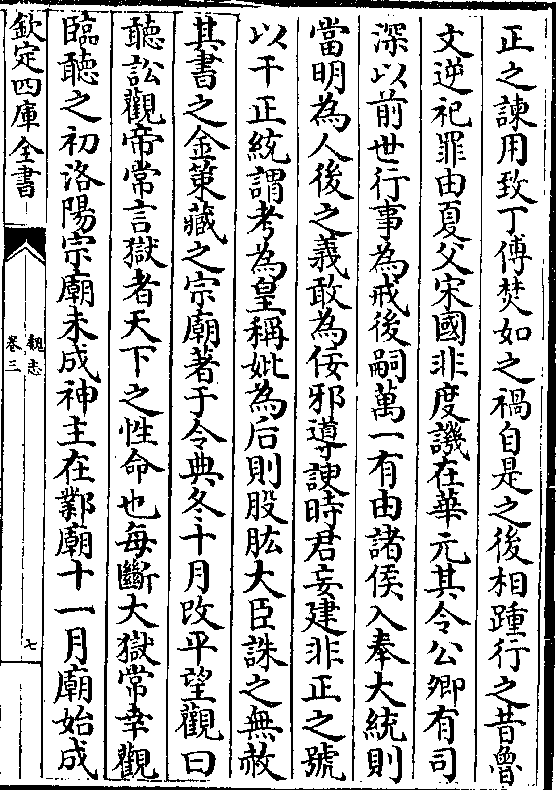 正之諫用致丁傅焚如之禍自是之後相踵行之昔魯
文逆祀罪由夏父宋國非度譏在華元其令公卿有司
深以前世行事為戒後嗣萬一有由諸侯入奉大統則
當明為人後之義敢為佞邪導諛時君妄建非正之號
以干正統謂考為皇稱妣為后則股肱大臣誅之無赦
其書之金策藏之宗廟著于令典冬十月改平望觀曰
聽訟觀帝常言獄者天下之性命也每斷大獄常幸觀
臨聽之初洛陽宗廟未成神主在鄴廟十一月廟始成
欽定四庫全書
魏志
卷三
七